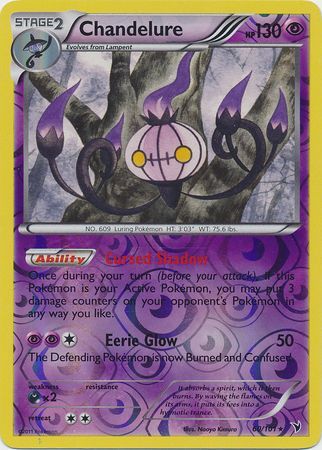 STAGE2 Chandelure HP130
Evolves from Lampent
NO. 609 Luring Pokémon HT: 3'03" WT: 75.6 lbs.
Ability Cursed Shadow
Once during your turn (before your attack), if this
Pokémon is your Active Pokémon, you may put 3
damage counters on your opponent's Pokémon in
any way you like.
Eerie Glow 50
The Defending Pokémon is now Burned and Confused.
weakness resistance
×2
retreat
It absorbs a spirit, which it then
burns. By waving the flames on
its arms, it puts its foes into a
hypnotic trance.
Illus. Naoyo Kimura
60/101
©2011 Pokémon